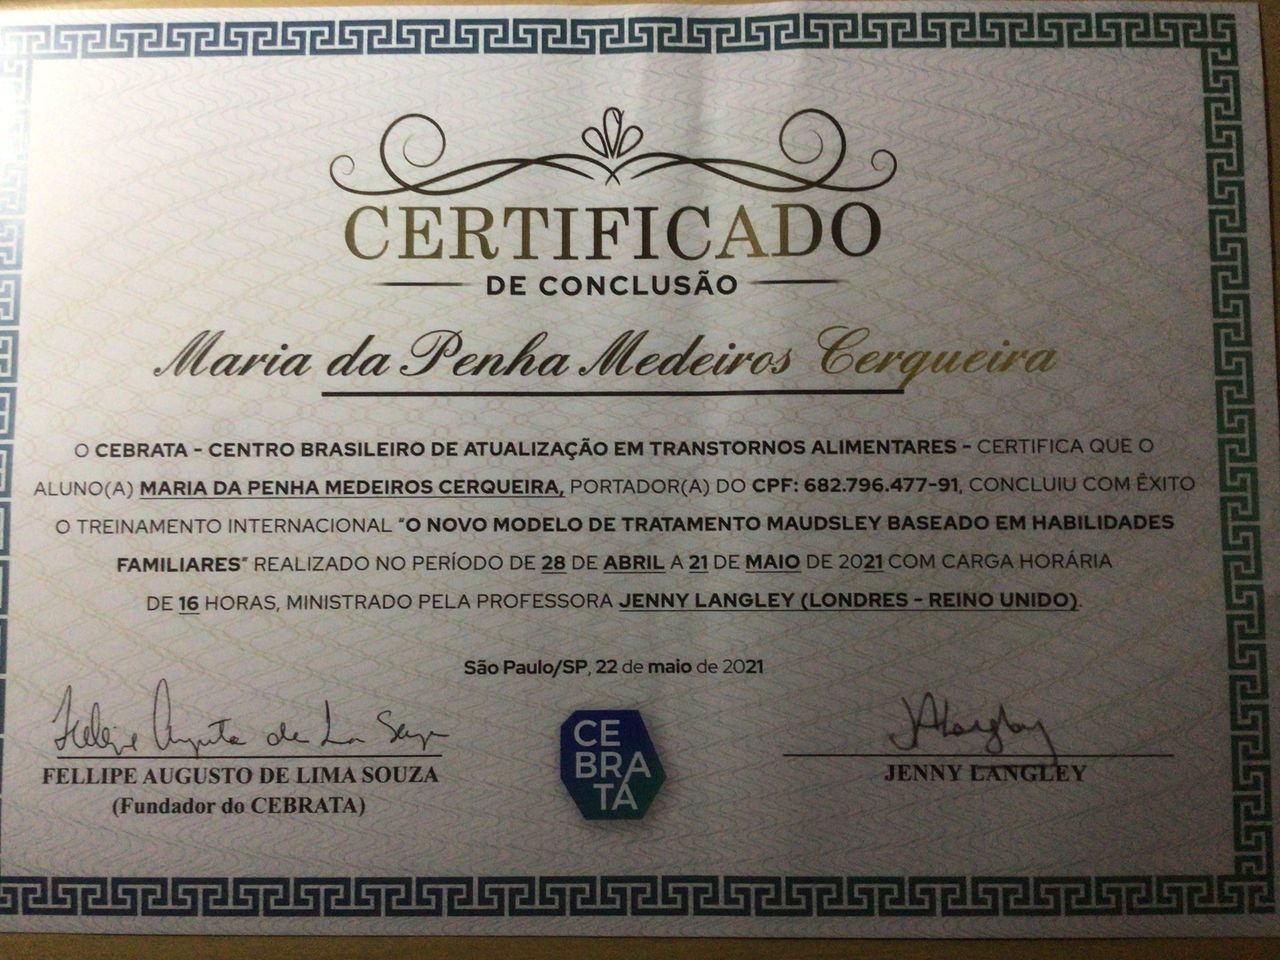 CERTIFICADO
DE CONCLUSÃO
Maria da Penha Medeiros Cerqueira
O CEBRATA - CENTRO BRASILEIRO DE ATUALIZAÇÃO EM TRANSTORNOS ALIMENTARES - CERTIFICA QUE O
ALUNO(A) MARIA DA PENHA MEDEIROS CERQUEIRA, PORTADOR(A) DO CPF: 682.796.477-91, CONCLUIU COM ÊXITO
O TREINAMENTO INTERNACIONAL "O NOVO MODELO DE TRATAMENTO MAUDSLEY BASEADO EM HABILIDADES
FAMILIARES" REALIZADO NO PERÍODO DE 28 DE ABRIL A 21 DE MAIO DE 2021 COM CARGA HORÁRIA
DE 16 HORAS, MINISTRADO PELA PROFESSORA JENNY LANGLEY (LONDRES - REINO UNIDO).
São Paulo/SP, 22 de maio de 2021
FELLIPE AUGUSTO DE LIMA SOUZA
(Fundador do CEBRATA)
CE
BRA
TA
JENNY LANGLEY